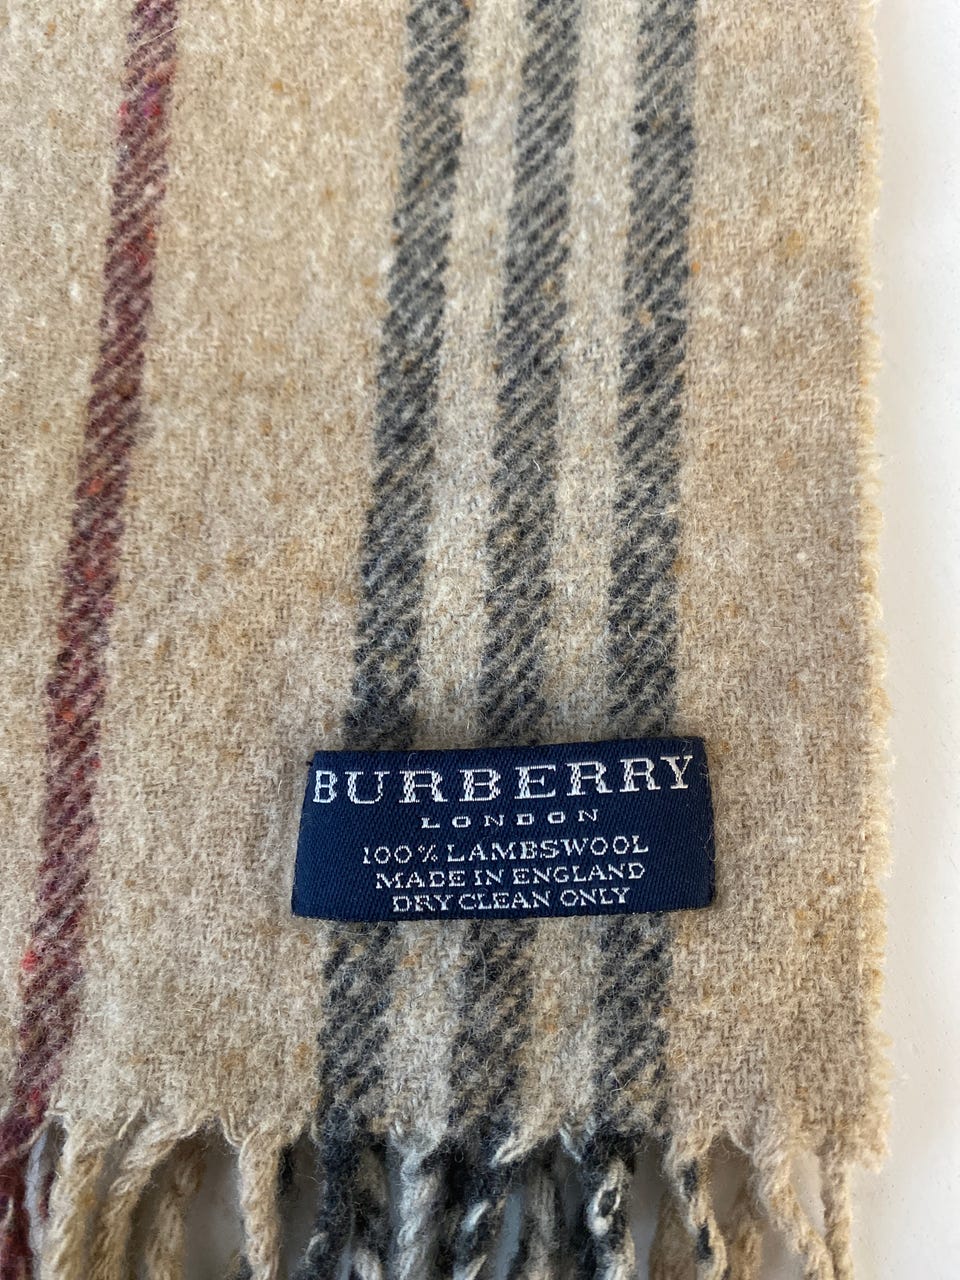 BURBERRY
LONDON
100% LAMBSWOOL
MADE IN ENGLAND
DRY CLEAN ONLY